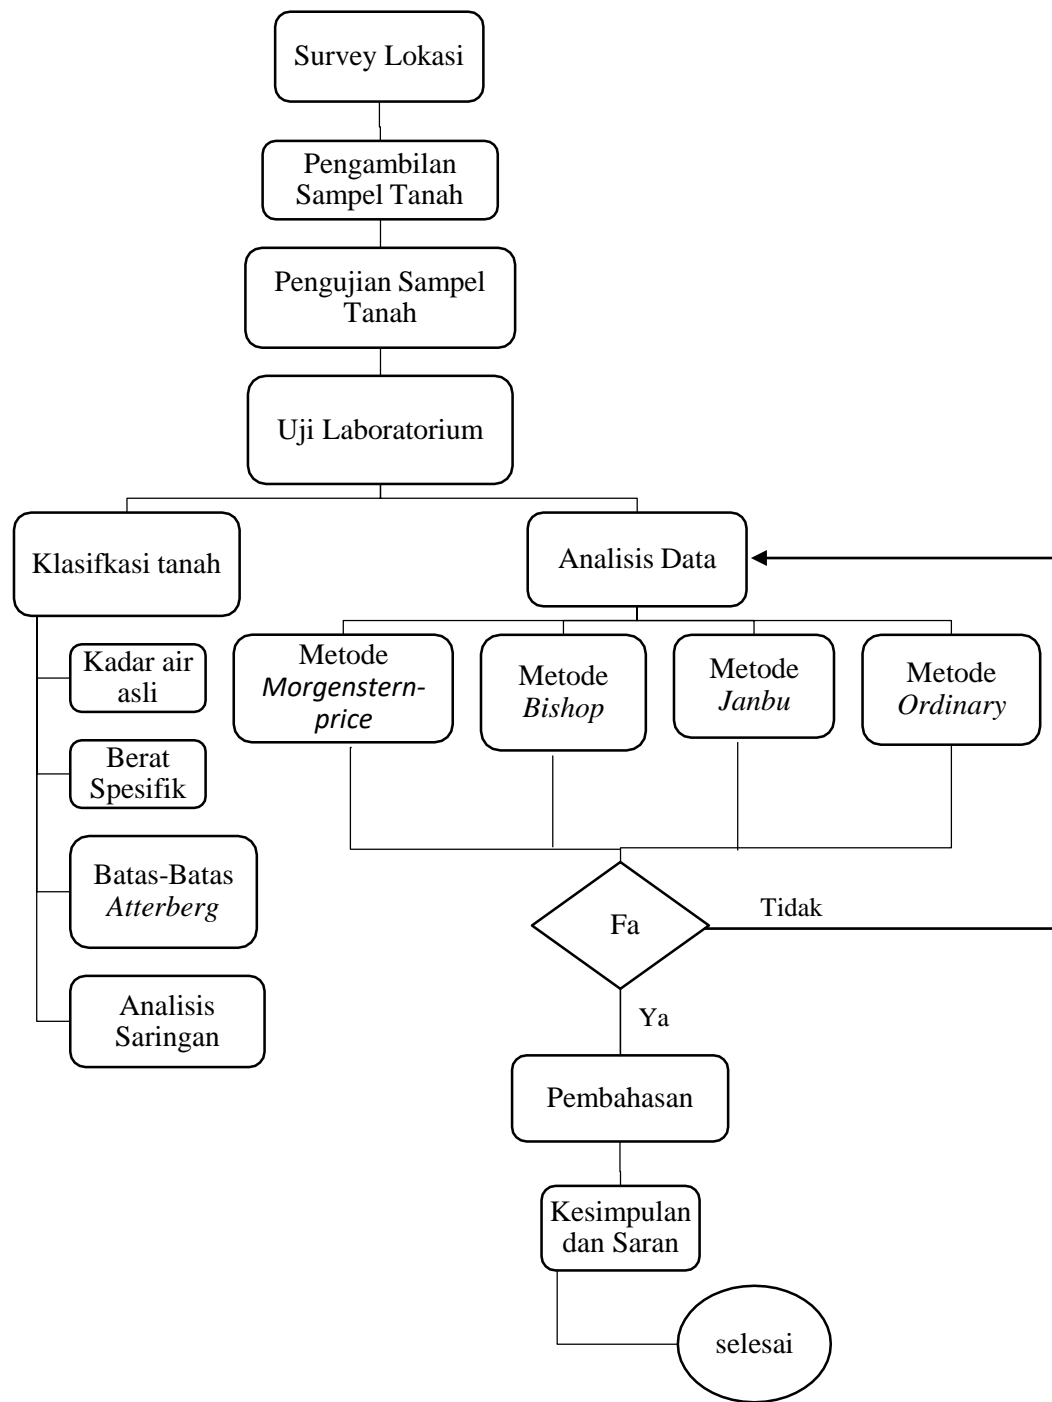 Survey Lokasi
Pengambilan
Sampel Tanah
Pengujian Sampel
Tanah
Uji Laboratorium
Klasifkasi tanah
Analisis Data
Kadar air
asli
Berat
Spesifik
Batas-Batas
Atterberg
Analisis
Saringan
Metode
Morgenstern-
price
Metode
Bishop
Metode
Janbu
Metode
Ordinary
Fa
Tidak
Ya
Pembahasan
Kesimpulan
dan Saran
selesai